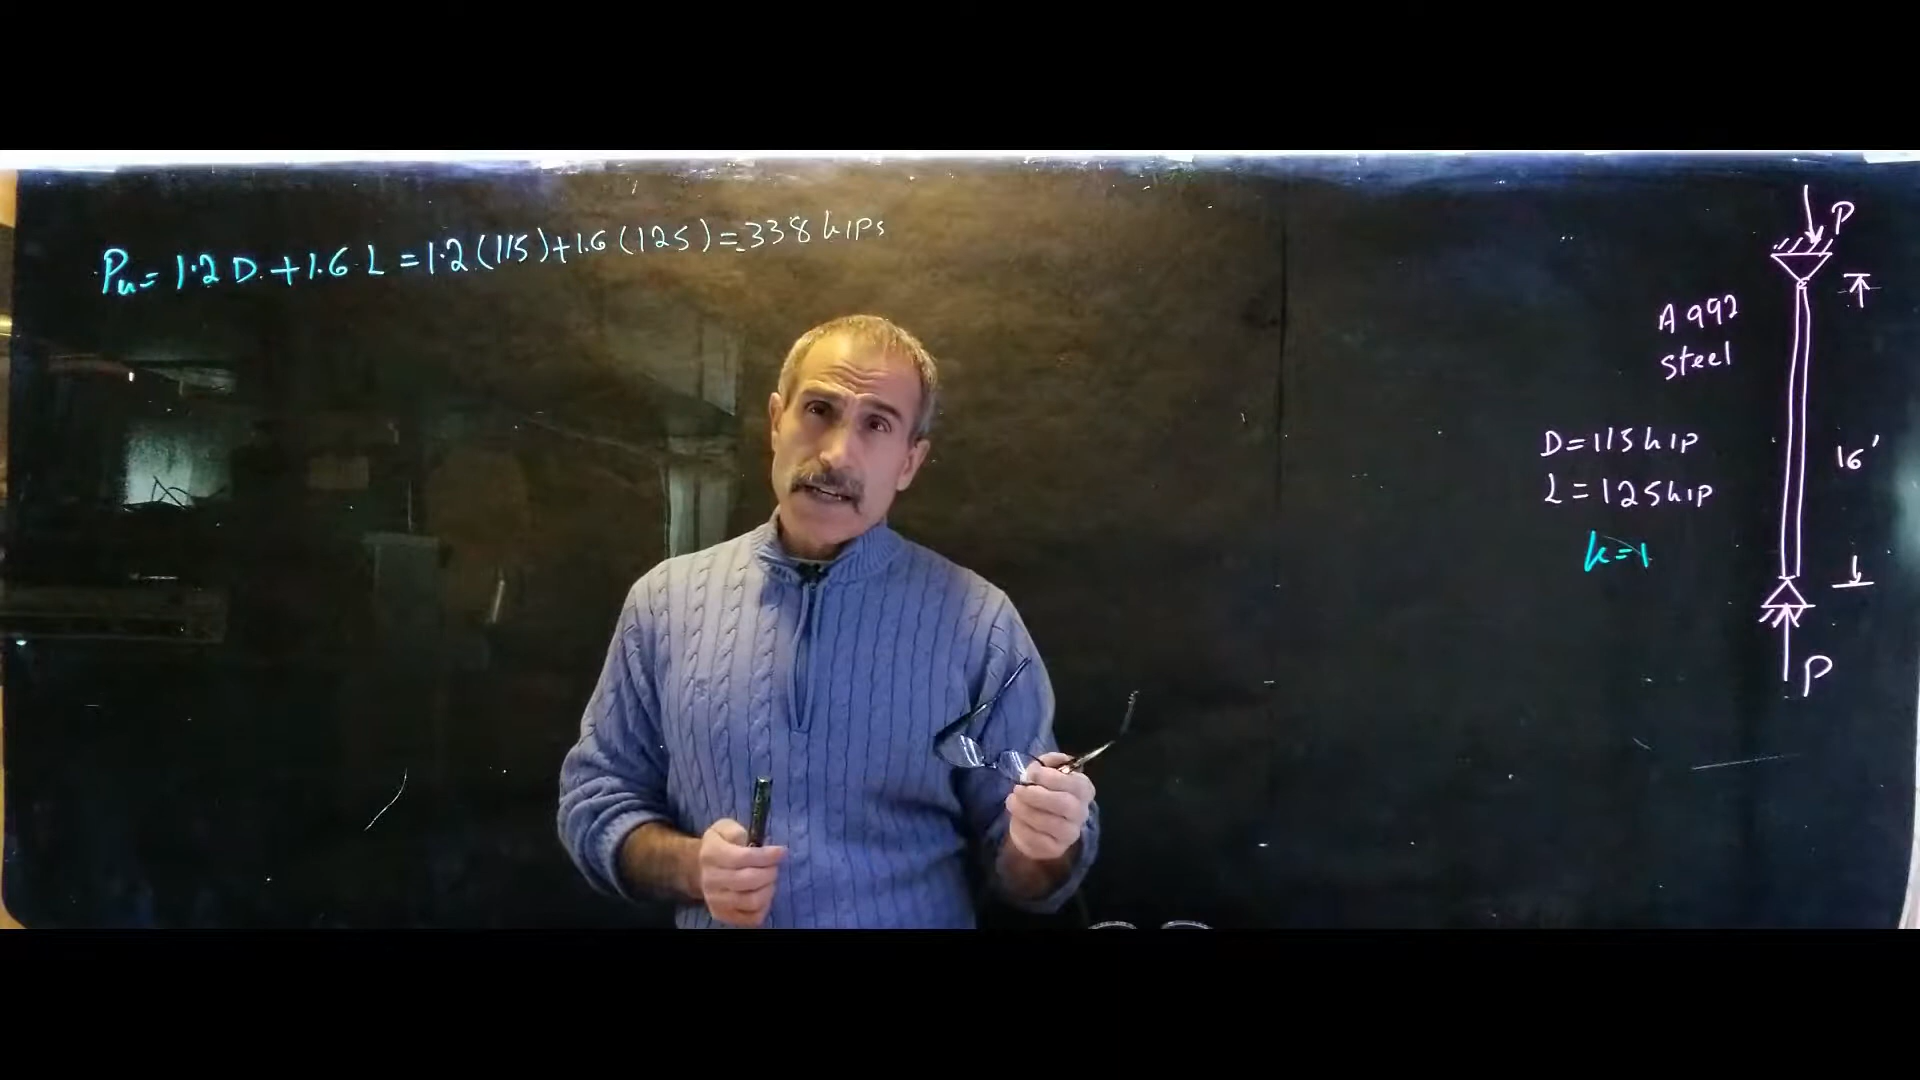 Pu = 1.2 D + 1.6 L = 1.2 (115) + 1.6 (125) = 338 kips
P
A 992
steel
D = 115 kip
L = 125 kip
16'
k = 1
P